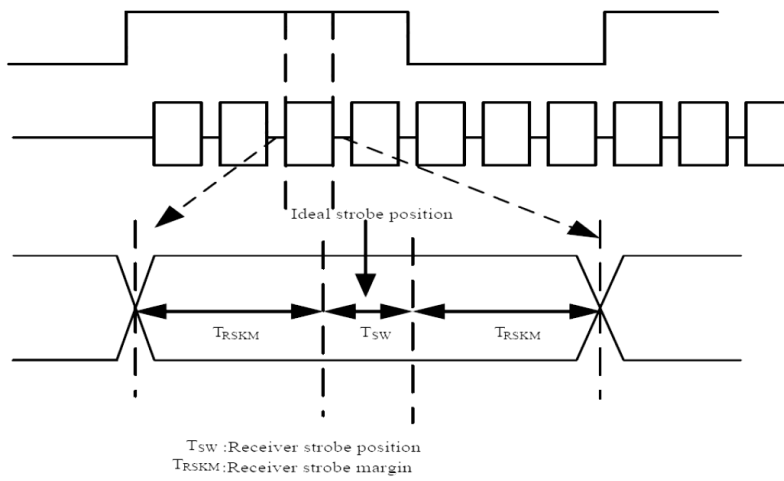 Ideal strobe position
TRSKM TSW TRSKM
TSW :Receiver strobe position
TRSKM:Receiver strobe margin